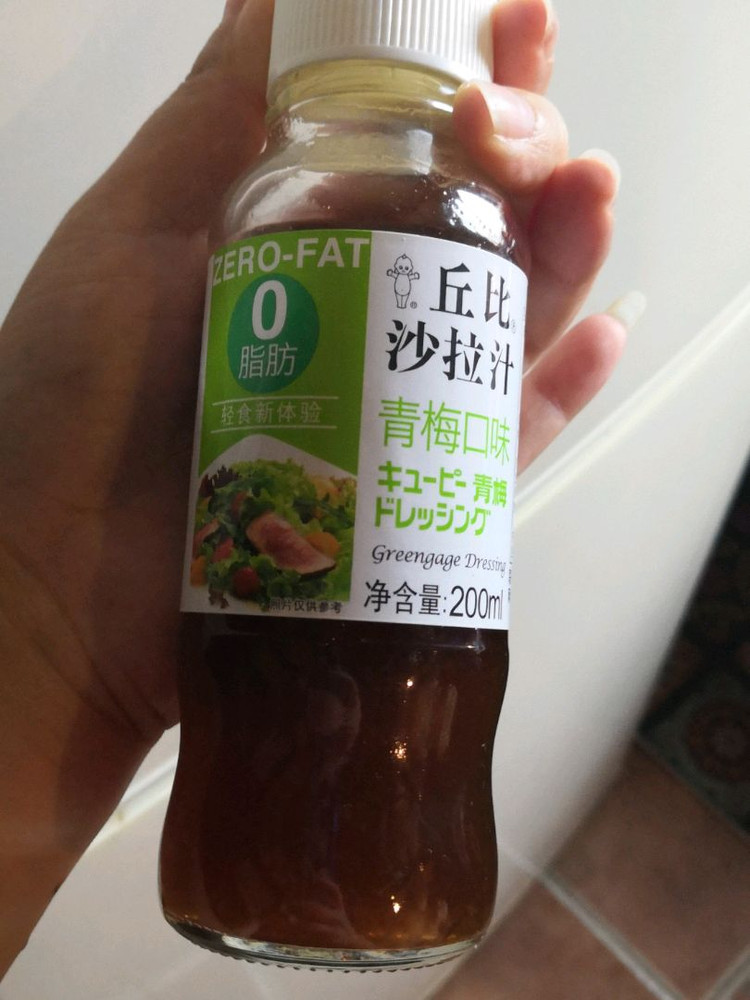 ZERO-FAT
0
脂肪
轻食新体验
照片仅供参考
丘比
沙拉汁
青梅口味
キユーピー 青梅
ドレッシング
Greengage Dressing
净含量:200ml